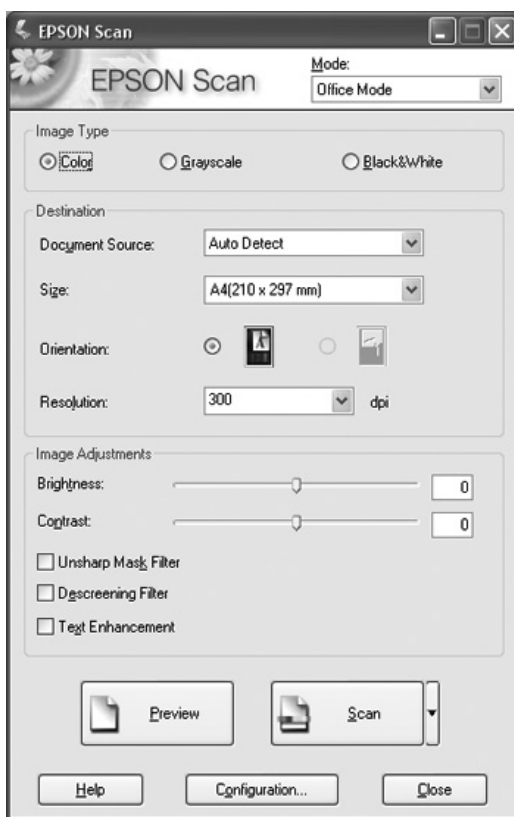 EPSON Scan
EPSON Scan
Mode:
Office Mode
Image Type
Color Grayscale Black&White
Destination
Document Source: Auto Detect
Size: A4(210 x 297 mm)
Orientation:
Resolution: 300 dpi
Image Adjustments
Brightness: 0
Contrast: 0
Unsharp Mask Filter
Descreening Filter
Text Enhancement
Preview Scan
Help Configuration... Close